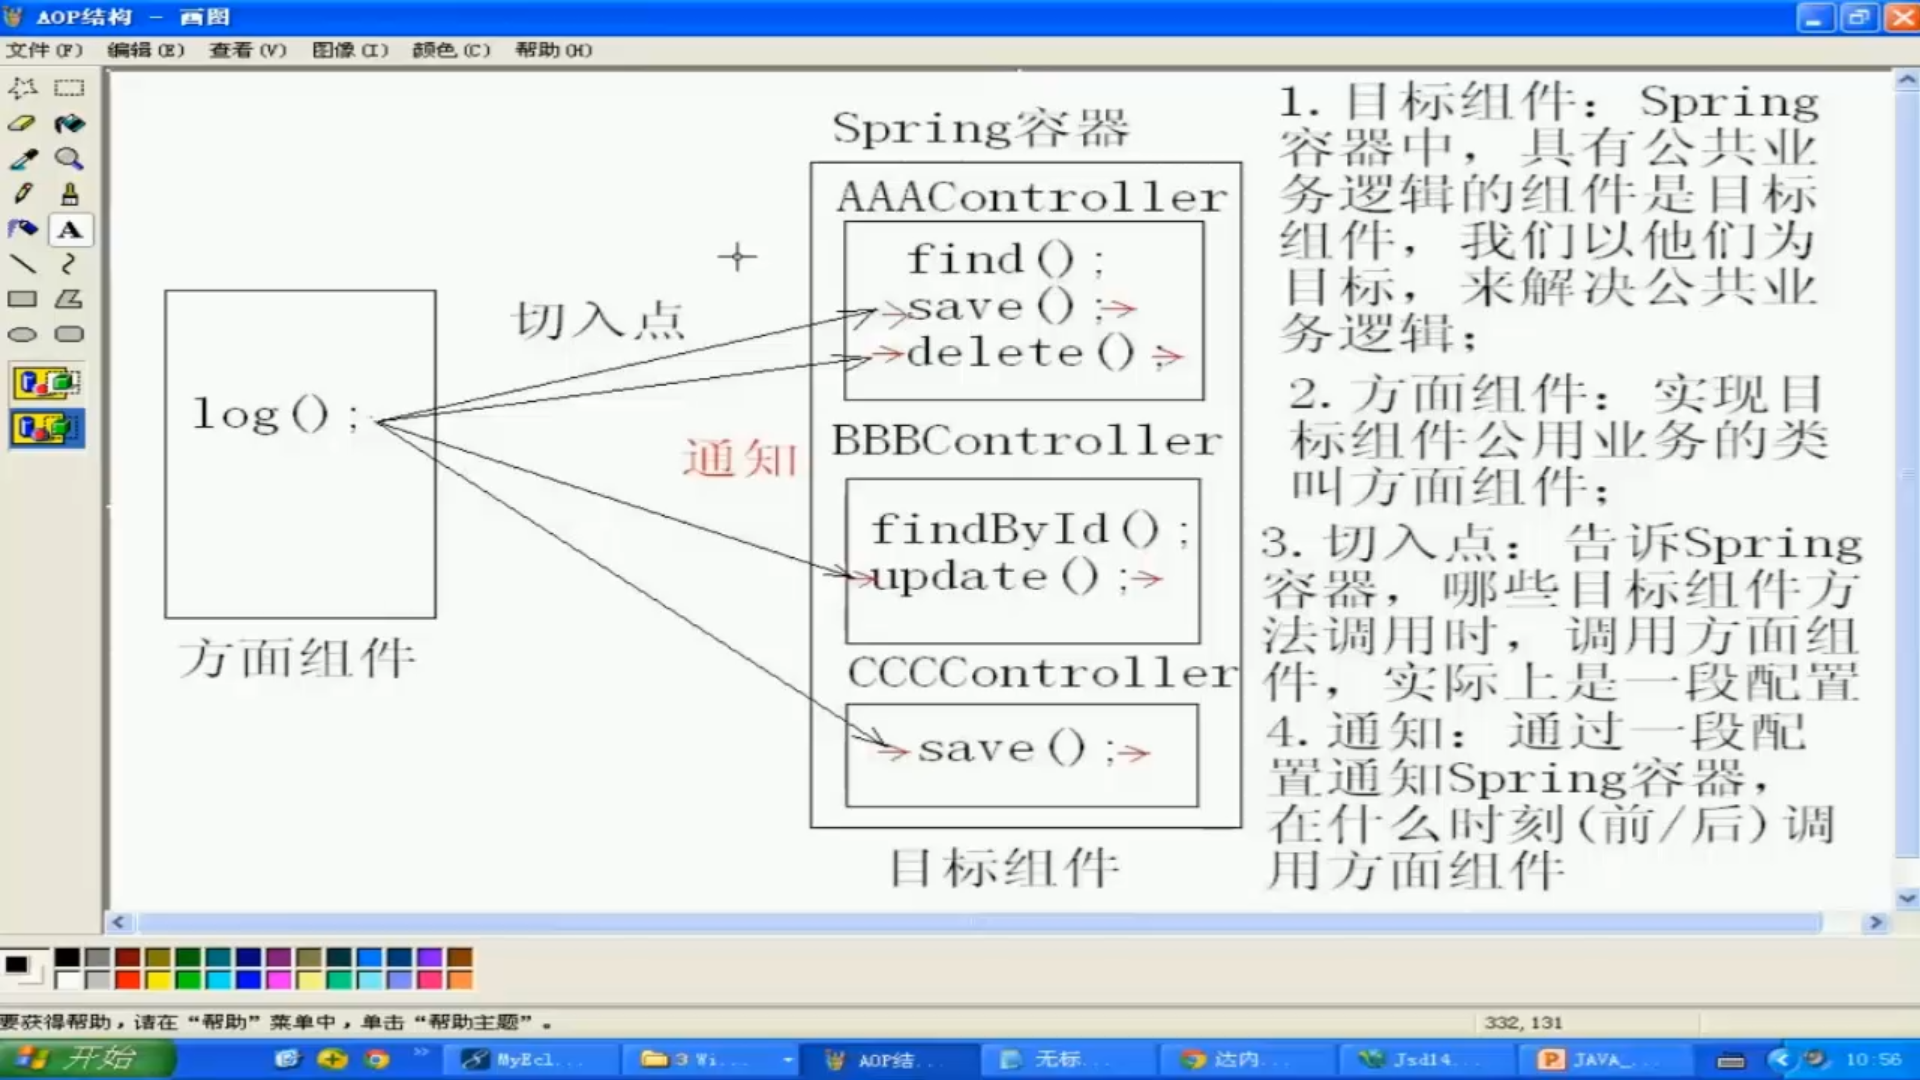 AOP结构 - 画图
文件(F) 编辑(E) 查看(V) 图像(I) 颜色(C) 帮助(H)
Spring容器
AAAController
find();
save();
delete();
切入点
log();
通知
BBBController
findById();
update();
方面组件
CCCController
save();
目标组件
1.目标组件：Spring
容器中，具有公共业
务逻辑的组件是目标
组件，我们以他们为
目标，来解决公共业
务逻辑；
2.方面组件：实现目
标组件公用业务的类
叫方面组件；
3.切入点：告诉Spring
容器，哪些目标组件方
法调用时，调用方面组
件，实际上是一段配置
4.通知：通过一段配
置通知Spring容器，
在什么时刻(前/后)调
用方面组件
要获得帮助，请在“帮助”菜单中，单击“帮助主题”。
332,131
开始 MyEcl... 3 Wi... AOP结... 无标... 达内... Jsd14... JAVA_... 10:56